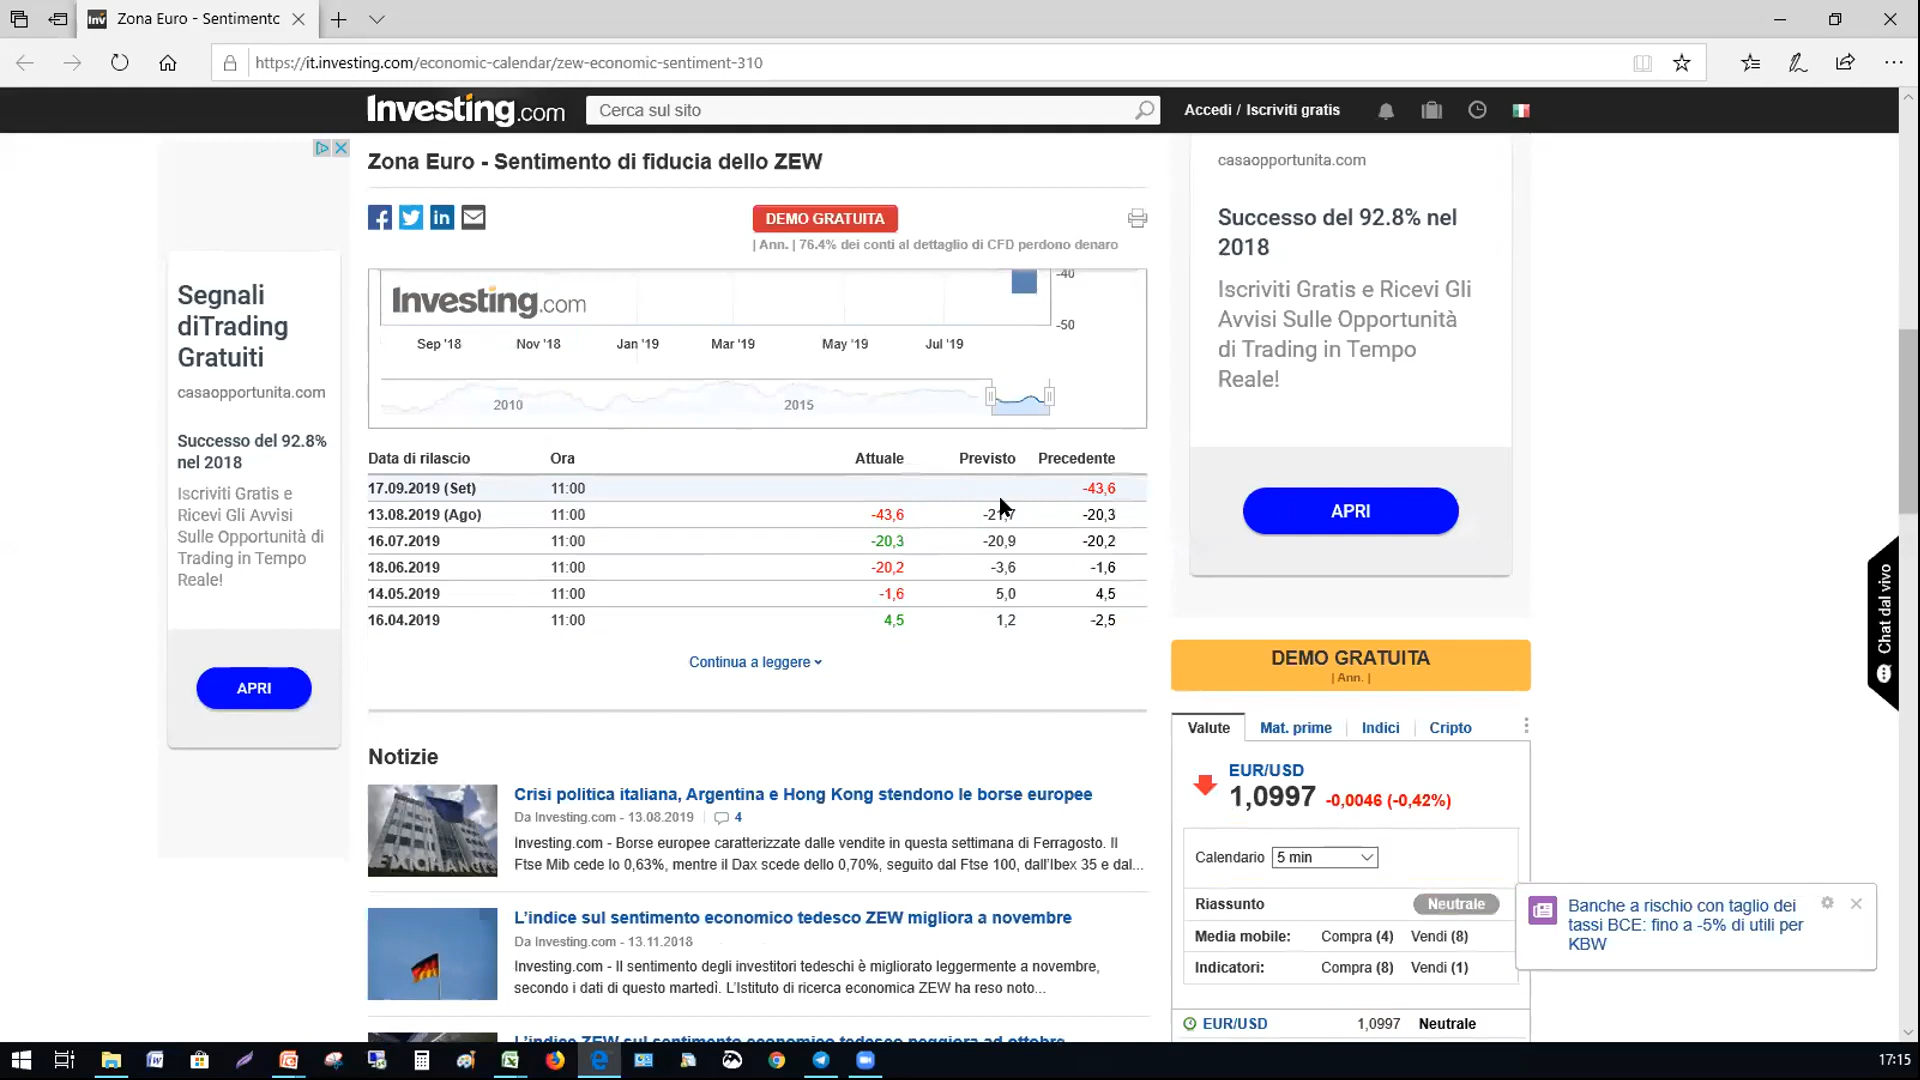 Zona Euro - Sentimento
https://it.investing.com/economic-calendar/zew-economic-sentiment-310
Investing.com
Cerca sul sito
Accedi / Iscriviti gratis
Zona Euro - Sentimento di fiducia dello ZEW
DEMO GRATUITA
| Ann. | 76.4% dei conti al dettaglio di CFD perdono denaro
Segnali
diTrading
Gratuiti
casaopportunita.com
Successo del 92.8%
nel 2018
Iscriviti Gratis e
Ricevi Gli Avvisi
Sulle Opportunità di
Trading in Tempo
Reale!
APRI
-40
Investing.com
-50
Sep '18 Nov '18 Jan '19 Mar '19 May '19 Jul '19
2010 2015
Data di rilascio Ora Attuale Previsto Precedente
17.09.2019 (Set) 11:00 -43,6
13.08.2019 (Ago) 11:00 -43,6 -21,7 -20,3
16.07.2019 11:00 -20,3 -20,9 -20,2
18.06.2019 11:00 -20,2 -3,6 -1,6
14.05.2019 11:00 -1,6 5,0 4,5
16.04.2019 11:00 4,5 1,2 -2,5
Continua a leggere
Notizie
Crisi politica italiana, Argentina e Hong Kong stendono le borse europee
Da Investing.com - 13.08.2019 | 4
Investing.com - Borse europee caratterizzate dalle vendite in questa settimana di Ferragosto. Il
Ftse Mib cede lo 0,63%, mentre il Dax scede dello 0,70%, seguito dal Ftse 100, dall'Ibex 35 e dal...
L'indice sul sentimento economico tedesco ZEW migliora a novembre
Da Investing.com - 13.11.2018
Investing.com - Il sentimento degli investitori tedeschi è migliorato leggermente a novembre,
secondo i dati di questo martedì. L'Istituto di ricerca economica ZEW ha reso noto...
L'indice ZEW sul sentimento economico tedesco peggiora ad ottobre
casaopportunita.com
Successo del 92.8% nel
2018
Iscriviti Gratis e Ricevi Gli
Avvisi Sulle Opportunità
di Trading in Tempo
Reale!
APRI
DEMO GRATUITA
| Ann. |
Valute Mat. prime Indici Cripto
EUR/USD
1,0997 -0,0046 (-0,42%)
Calendario 5 min
Riassunto Neutrale
Media mobile: Compra (4) Vendi (8)
Indicatori: Compra (8) Vendi (1)
EUR/USD 1,0997 Neutrale
Chat dal vivo
Banche a rischio con taglio dei
tassi BCE: fino a -5% di utili per
KBW
17:15